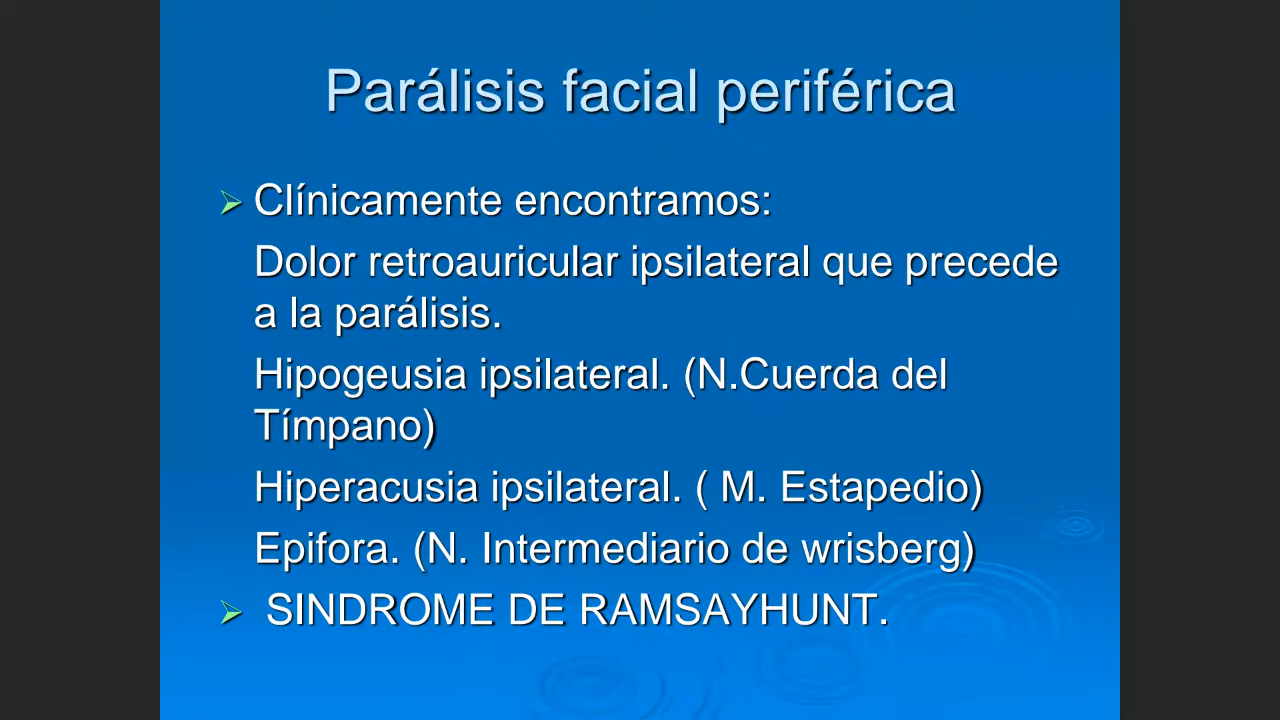 Parálisis facial periférica
Clínicamente encontramos:
Dolor retroauricular ipsilateral que precede
a la parálisis.
Hipogeusia ipsilateral. (N.Cuerda del
Tímpano)
Hiperacusia ipsilateral. ( M. Estapedio)
Epifora. (N. Intermediario de wrisberg)
SINDROME DE RAMSAYHUNT.